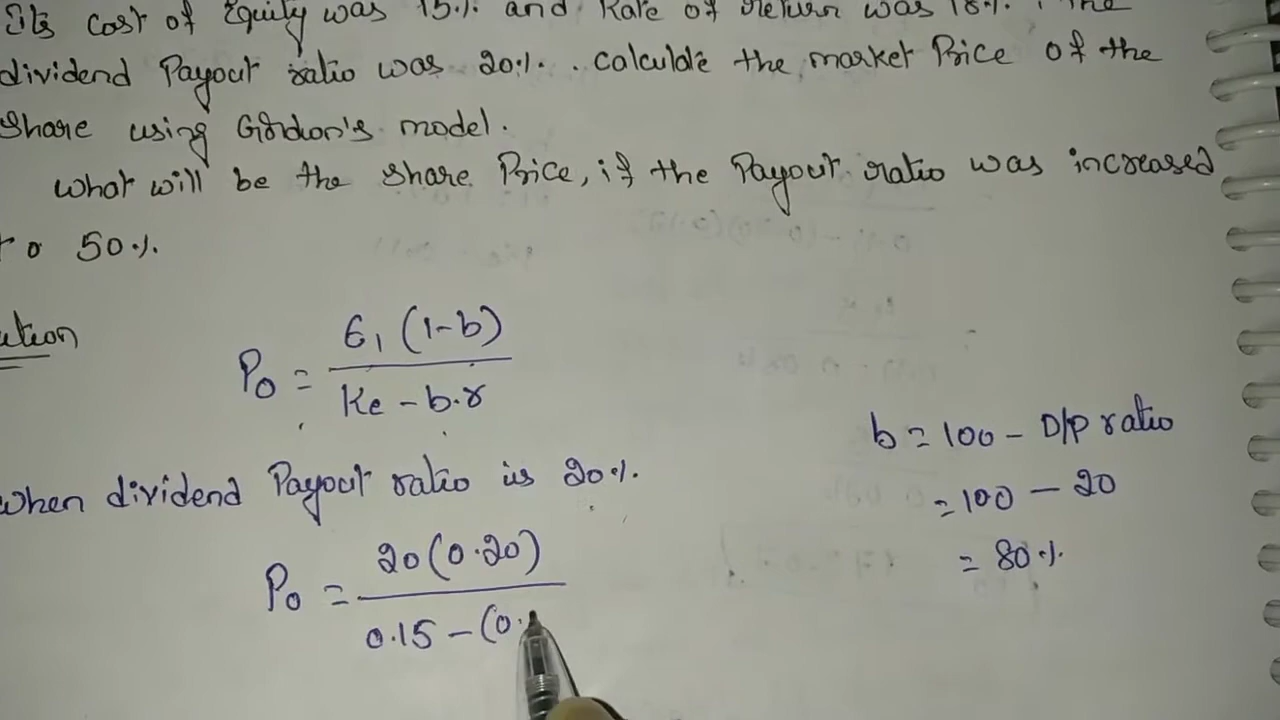 Its cost of Equity was 15%. and Rate of return was 18%. The
dividend Payout ratio was 20%. . calculate the market Price of the
share using Gordon's model.
what will be the share Price, if the Payout ratio was increased
to 50%.
P₀ = E₁ (1-b) / Ke - b.r
b = 100 - D/P ratio
when dividend Payout ratio is 20%.
= 100 - 20
P₀ = 20 (0.20) / 0.15 - (0.
= 80%